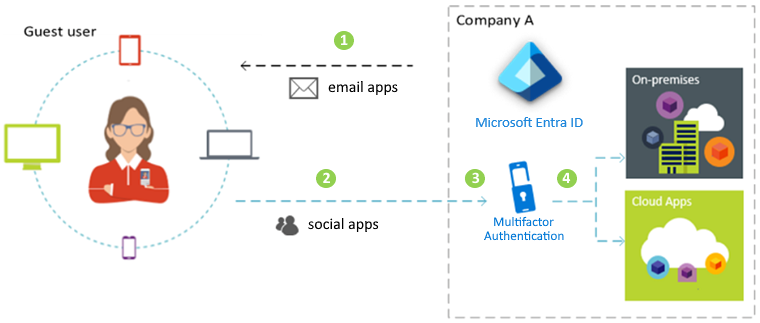 Guest user
1
email apps
2
social apps
Company A
Microsoft Entra ID
3
Multifactor
Authentication
4
On-premises
Cloud Apps